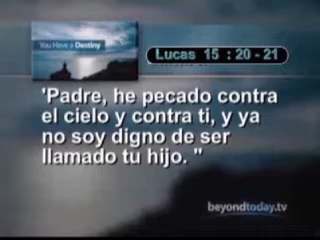 You Have a Destiny
Lucas 15 : 20 - 21
'Padre, he pecado contra
el cielo y contra ti, y ya
no soy digno de ser
llamado tu hijo. "
beyondtoday.tv